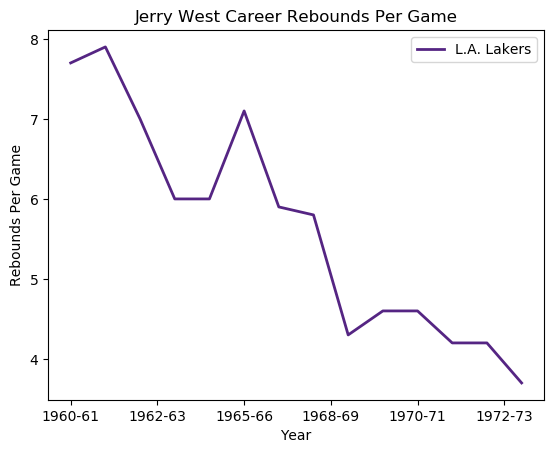 Jerry West Career Rebounds Per Game
L.A. Lakers
Rebounds Per Game
8
7
6
5
4
1960-61 1962-63 1965-66 1968-69 1970-71 1972-73
Year